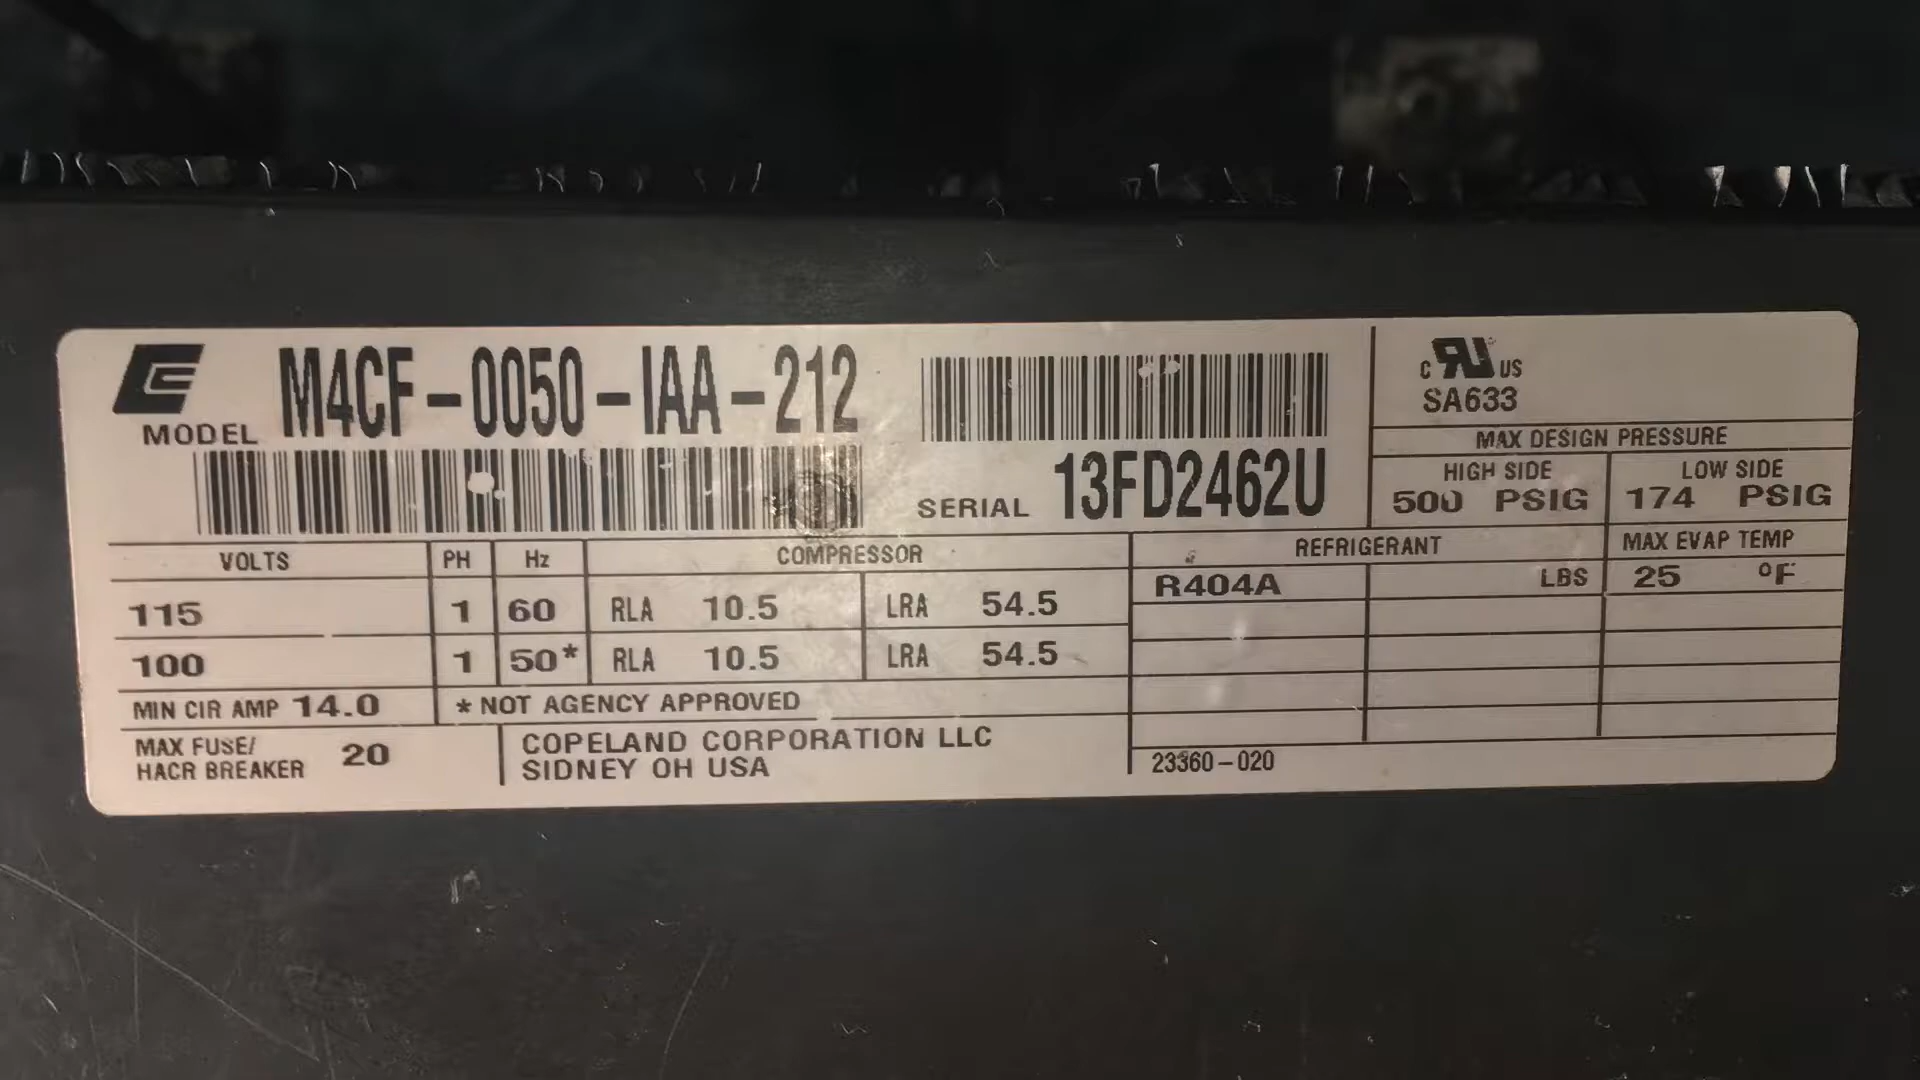 MODEL M4CF-0050-IAA-212
SERIAL 13FD2462U
C UR US
SA633
MAX DESIGN PRESSURE
HIGH SIDE LOW SIDE
500 PSIG 174 PSIG
VOLTS PH Hz COMPRESSOR REFRIGERANT MAX EVAP TEMP
115 1 60 RLA 10.5 LRA 54.5 R404A LBS 25 °F
100 1 50* RLA 10.5 LRA 54.5
MIN CIR AMP 14.0 * NOT AGENCY APPROVED
MAX FUSE/
HACR BREAKER 20
COPELAND CORPORATION LLC
SIDNEY OH USA
23360-020